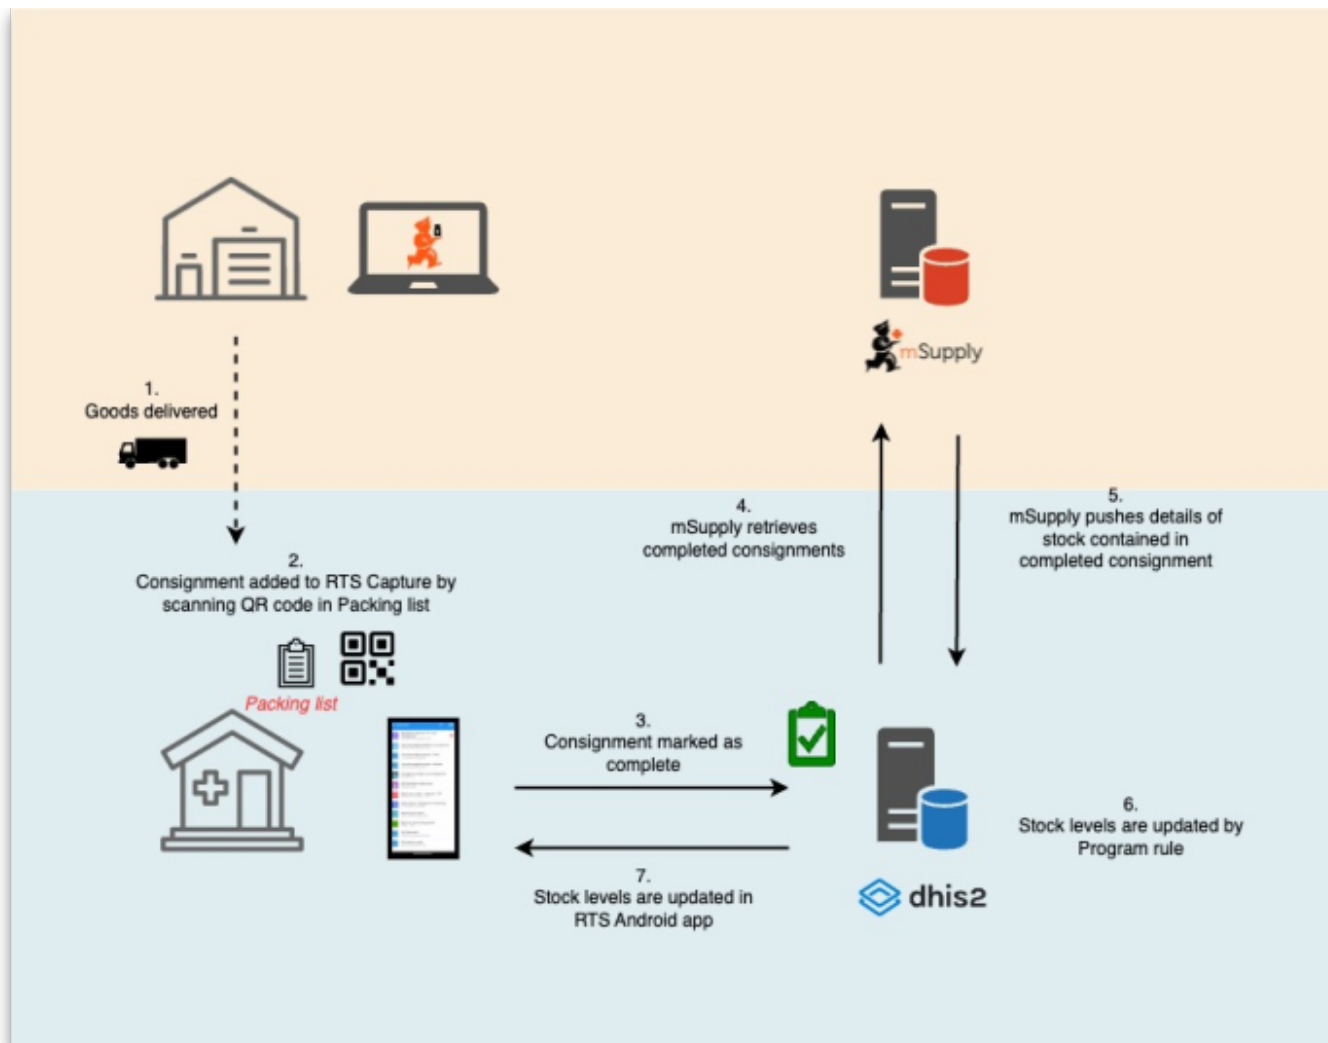 mSupply
1.
Goods delivered
4.
mSupply retrieves
completed consignments
5.
mSupply pushes details of
stock contained in
completed consignment
2.
Consignment added to RTS Capture by
scanning QR code in Packing list
Packing list
3.
Consignment marked as
complete
6.
Stock levels are updated by
Program rule
7.
Stock levels are updated in
RTS Android app
dhis2